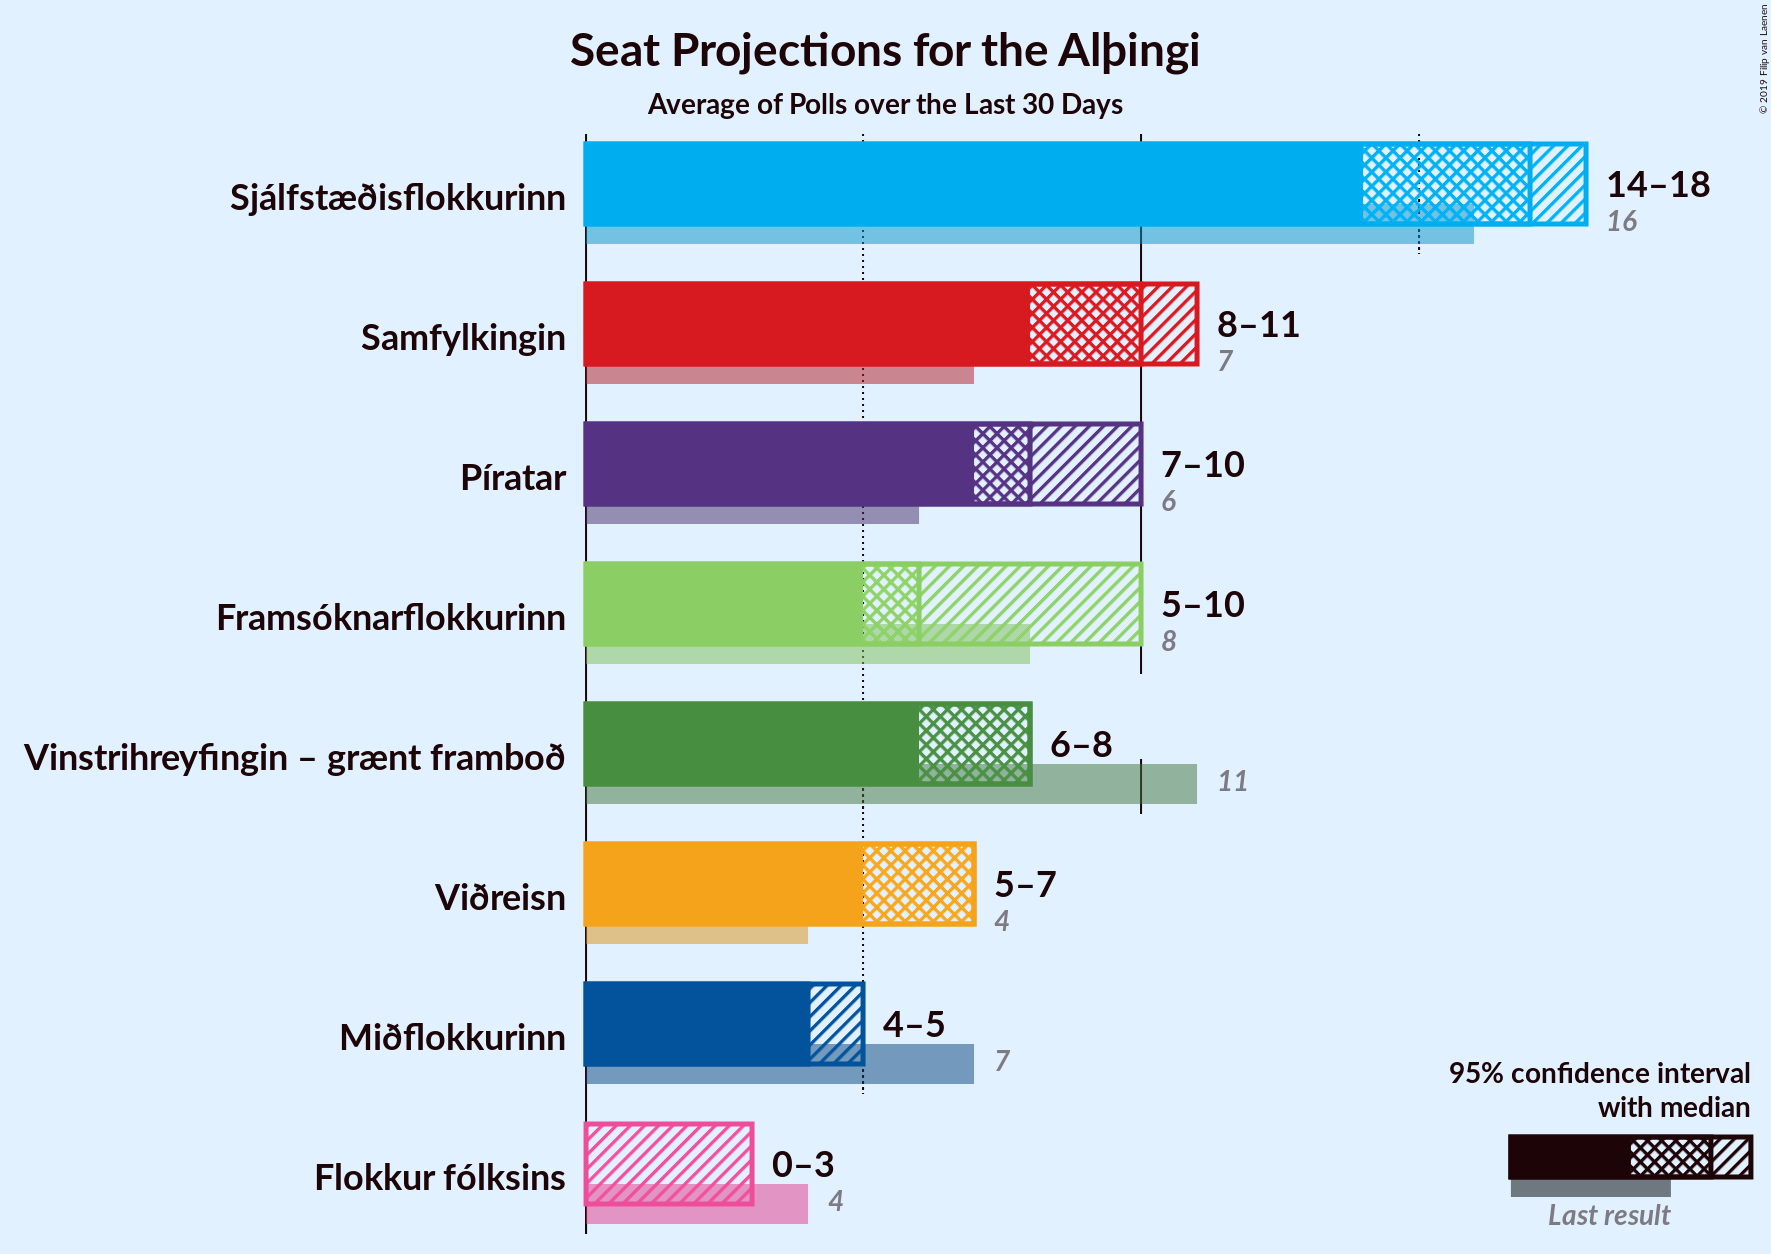 Seat Projections for the Alþingi
Average of Polls over the Last 30 Days
© 2019 Filip van Laenen
Sjálfstæðisflokkurinn
14–18
16
Samfylkingin
8–11
7
Píratar
7–10
6
Framsóknarflokkurinn
5–10
8
Vinstrihreyfingin – grænt framboð
6–8
11
Viðreisn
5–7
4
Miðflokkurinn
4–5
7
Flokkur fólksins
0–3
4
95% confidence interval
with median
Last result